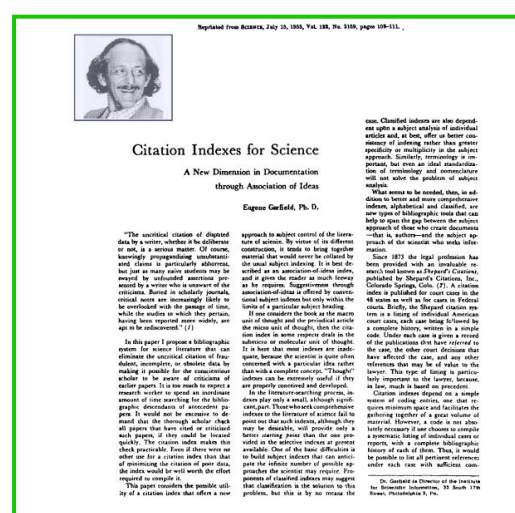 Reprinted from SCIENCE, July 15, 1955, Vol. 122, No. 3159, pages 108-111.
Citation Indexes for Science
A New Dimension in Documentation
through Association of Ideas
Eugene Garfield, Ph. D.
"The uncritical citation of disputed
data by a writer, whether it be deliberate
or not, is a serious matter. Of course,
knowingly propagandizing unsubstanti-
ated claims is particularly abhorrent,
but just as many naive students may be
swayed by unfounded assertions pre-
sented by a writer who is unaware of the
criticisms. Buried in scholarly journals,
critical notes are increasingly likely to
be overlooked with the passage of time,
while the studies to which they pertain,
having been reported more widely, are
apt to be rediscovered." (1)
In this paper I propose a bibliographic
system for science literature that can
eliminate the uncritical citation of frau-
dulent, incomplete, or obsolete data by
making it possible for the conscientious
scholar to be aware of criticisms of
earlier papers. It is too much to expect a
research worker to spend an inordinate
amount of time searching for the biblio-
graphic descendants of antecedent pa-
pers. It would not be excessive to de-
mand that the thorough scholar check
all papers that have cited or criticized
such papers, if they could be located
quickly. The citation index makes this
check practicable. Even if there were no
other use for a citation index than that
of minimizing the citation of poor data,
the index would be well worth the effort
required to compile it.
This paper considers the possible util-
ity of a citation index that offers a new
approach to subject control of the litera-
ture of science. By virtue of its different
construction, it tends to bring together
material that would never be collated by
the usual subject indexing. It is best de-
scribed as an association-of-ideas index,
and it gives the reader as much leeway
as he requires. Suggestiveness through
association-of-ideas is offered by conven-
tional subject indexes but only within the
limits of a particular subject heading.
If one considers the book as the macro
unit of thought and the periodical article
the micro unit of thought, then the cita-
tion index in some respects deals in the
submicro or molecular unit of thought.
It is here that most indexes are inade-
quate, because the scientist is quite often
concerned with a particular idea rather
than with a complete concept. "Thought"
indexes can be extremely useful if they
are properly conceived and developed.
In the literature-searching process, in-
dexes play only a small, although signifi-
cant, part. Those who seek comprehensive
indexes to the literature of science fail to
point out that such indexes, although they
may be desirable, will provide only a
better starting point than the one pro-
vided in the selective indexes at present
available. One of the basic difficulties is
to build subject indexes that can antici-
pate the infinite number of possible ap-
proaches the scientist may require. Pro-
ponents of classified indexes may suggest
that classification is the solution to this
problem, but this is by no means the
case. Classified indexes are also depend-
ent upon a subject analysis of individual
articles and, at best, offer us better con-
sistency of indexing rather than greater
specificity or multiplicity in the subject
approach. Similarly, terminology is im-
portant, but even an ideal standardiza-
tion of terminology and nomenclature
will not solve the problem of subject
analysis.
What seems to be needed, then, in ad-
dition to better and more comprehensive
indexes, alphabetical and classified, are
new types of bibliographic tools that can
help to span the gap between the subject
approach of those who create documents
—that is, authors—and the subject ap-
proach of the scientist who seeks infor-
mation.
Since 1873 the legal profession has
been provided with an invaluable re-
search tool known as Shepard's Citations,
published by Shepard's Citations, Inc.,
Colorado Springs, Colo. (2). A citation
index is published for court cases in the
48 states as well as for cases in Federal
courts. Briefly, the Shepard citation sys-
tem is a listing of individual American
court cases, each case being followed by
a complete history, written in a simple
code. Under each case is given a record
of the publications that have referred to
the case, the other court decisions that
have affected the case, and any other
references that may be of value to the
lawyer. This type of listing is particu-
larly important to the lawyer, because,
in law, much is based on precedent.
Citation indexes depend on a simple
system of coding entries, one that re-
quires minimum space and facilitates the
gathering together of a great volume of
material. However, a code is not abso-
lutely necessary if one chooses to compile
a systematic listing of individual cases or
reports, with a complete bibliographic
history of each of them. Thus, it would
be possible to list all pertinent references
under each case with sufficient com-
Dr. Garfield is Director of the Institute
for Scientific Information, 33 South 17th
Street, Philadelphia 3, Pa.